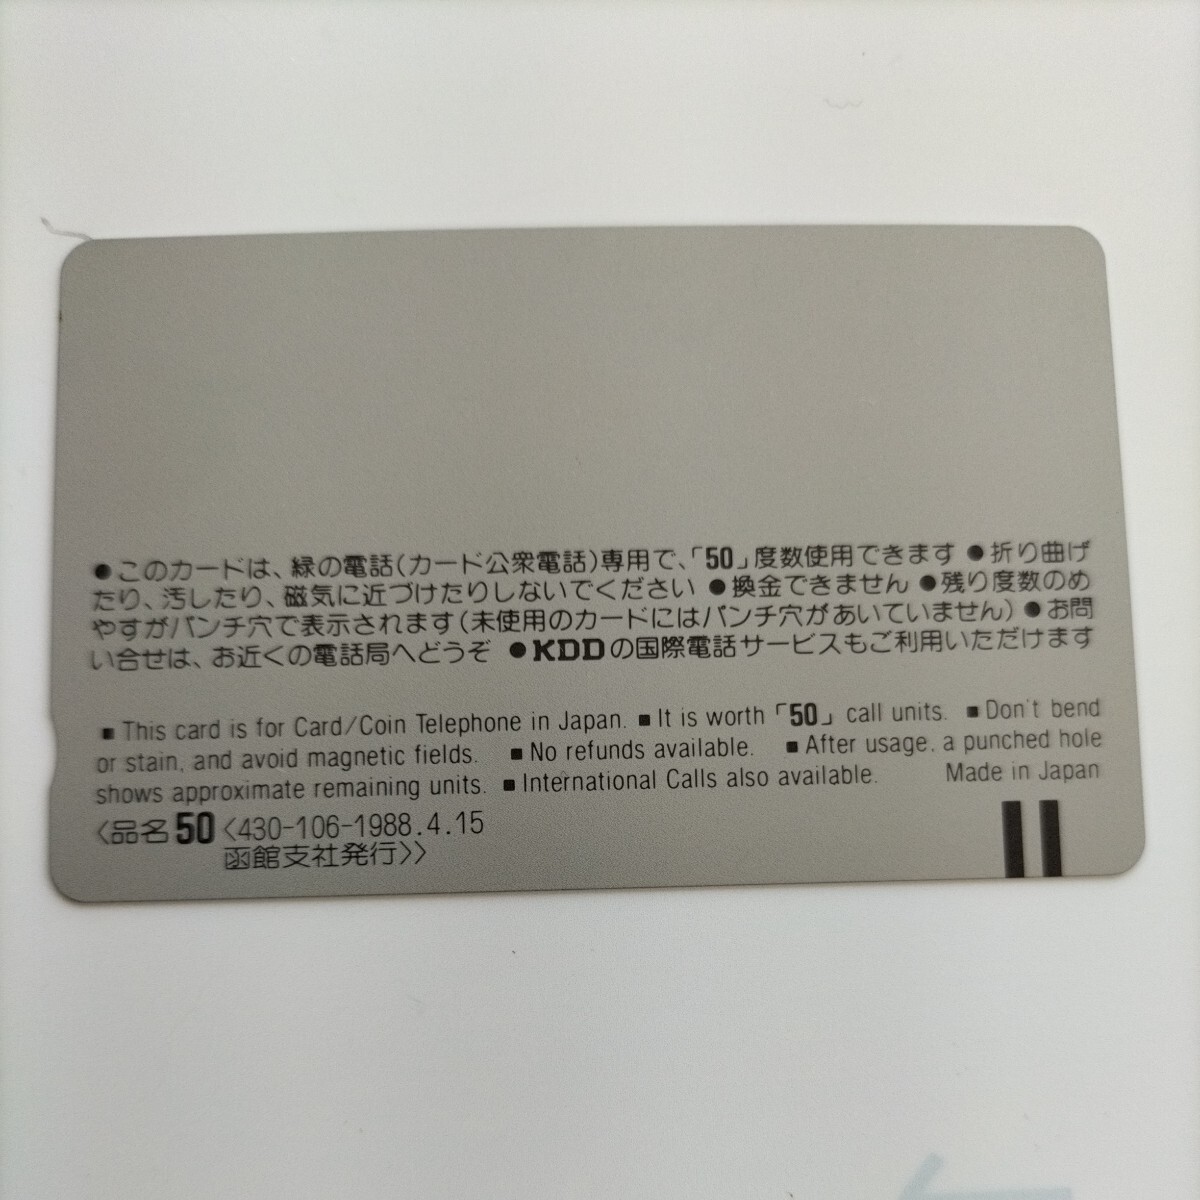 ●このカードは、緑の電話(カード公衆電話)専用で、「50」度数使用できます ●折り曲げ
たり、汚したり、磁気に近づけたりしないでください ●換金できません ●残り度数のめ
やすがパンチ穴で表示されます(未使用のカードにはパンチ穴があいていません) ●お問
い合せは、お近くの電話局へどうぞ ●KDDの国際電話サービスもご利用いただけます
■This card is for Card/Coin Telephone in Japan. ■It is worth「50」call units. ■Don't bend
or stain, and avoid magnetic fields. ■No refunds available. ■After usage, a punched hole
shows approximate remaining units. ■International Calls also available. Made in Japan
〈品名50〈430-106-1988.4.15
函館支社発行〉〉